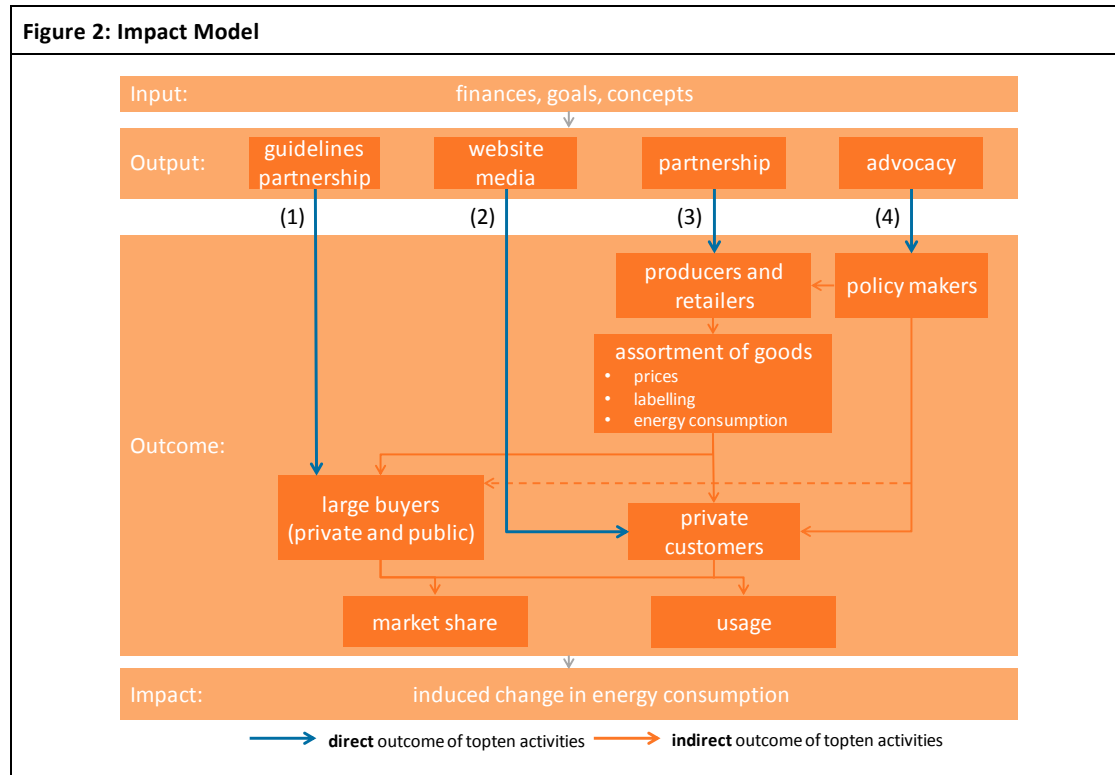 Figure 2: Impact Model
Input:
finances, goals, concepts
Output:
guidelines
partnership
website
media
partnership
advocacy
(1)
(2)
(3)
(4)
Outcome:
producers and
retailers
policy makers
assortment of goods
• prices
• labelling
• energy consumption
large buyers
(private and public)
private
customers
market share
usage
Impact:
induced change in energy consumption
direct outcome of topten activities
indirect outcome of topten activities